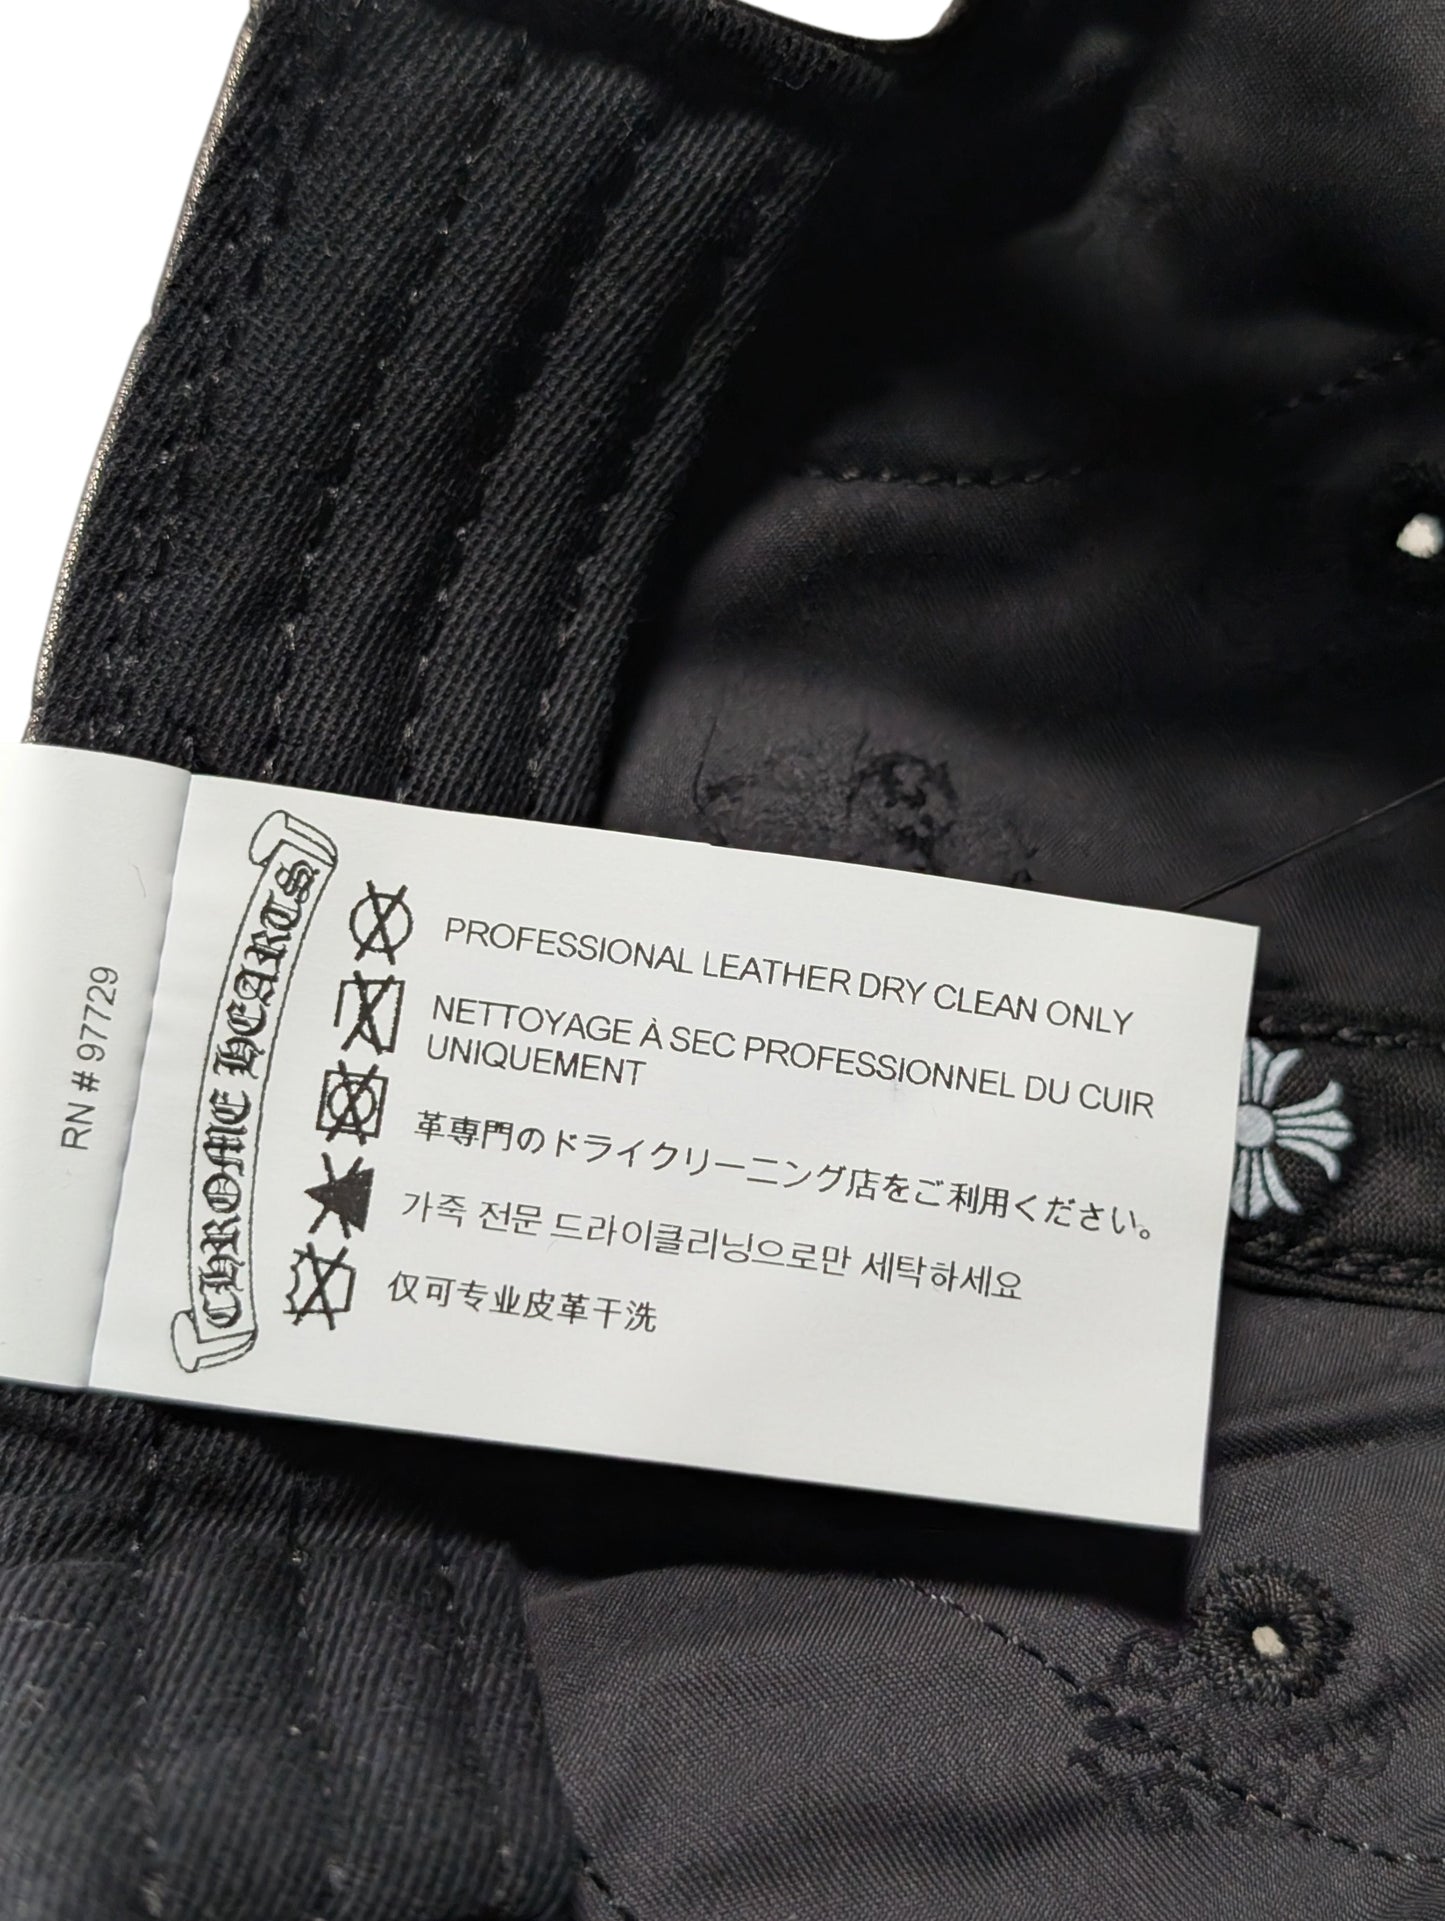 RN # 97729
CHROME HEARTS
PROFESSIONAL LEATHER DRY CLEAN ONLY
NETTOYAGE À SEC PROFESSIONNEL DU CUIR
UNIQUEMENT
革専門のドライクリーニング店をご利用ください。
가죽 전문 드라이클리닝으로만 세탁하세요
仅可专业皮革干洗